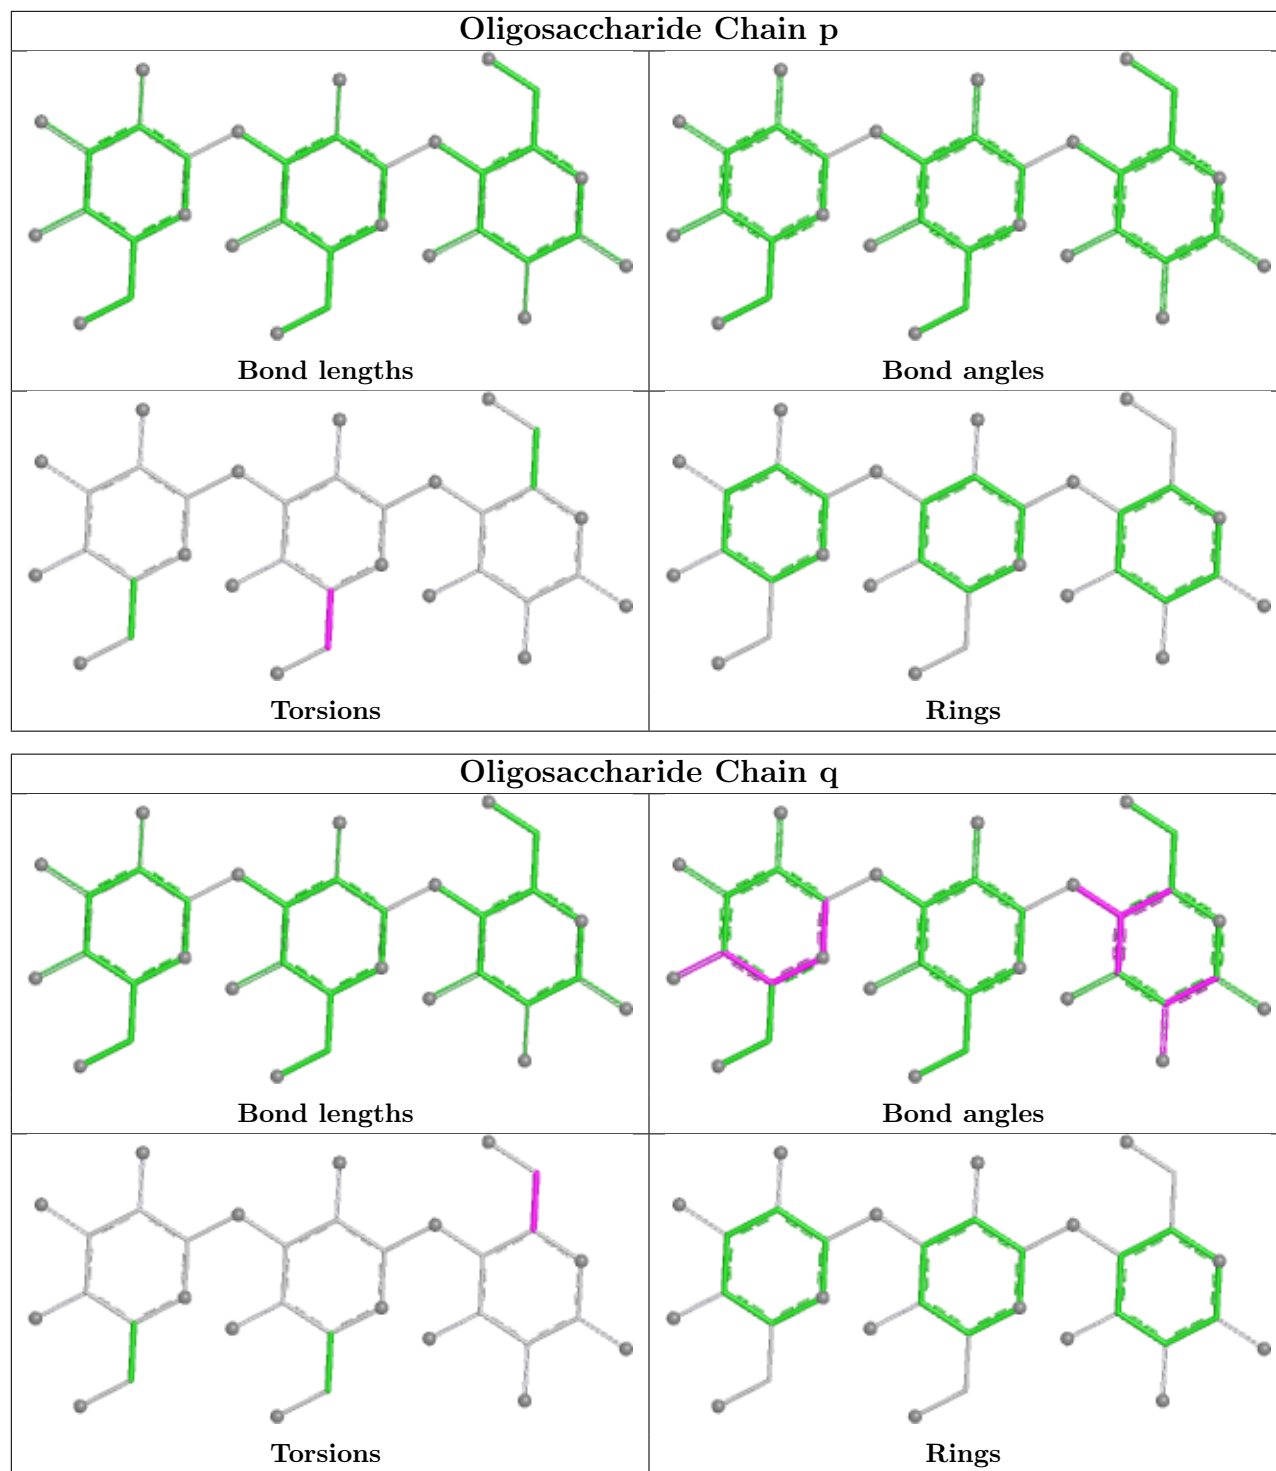 Oligosaccharide Chain p
Bond lengths
Bond angles
Torsions
Rings
Oligosaccharide Chain q
Bond lengths
Bond angles
Torsions
Rings